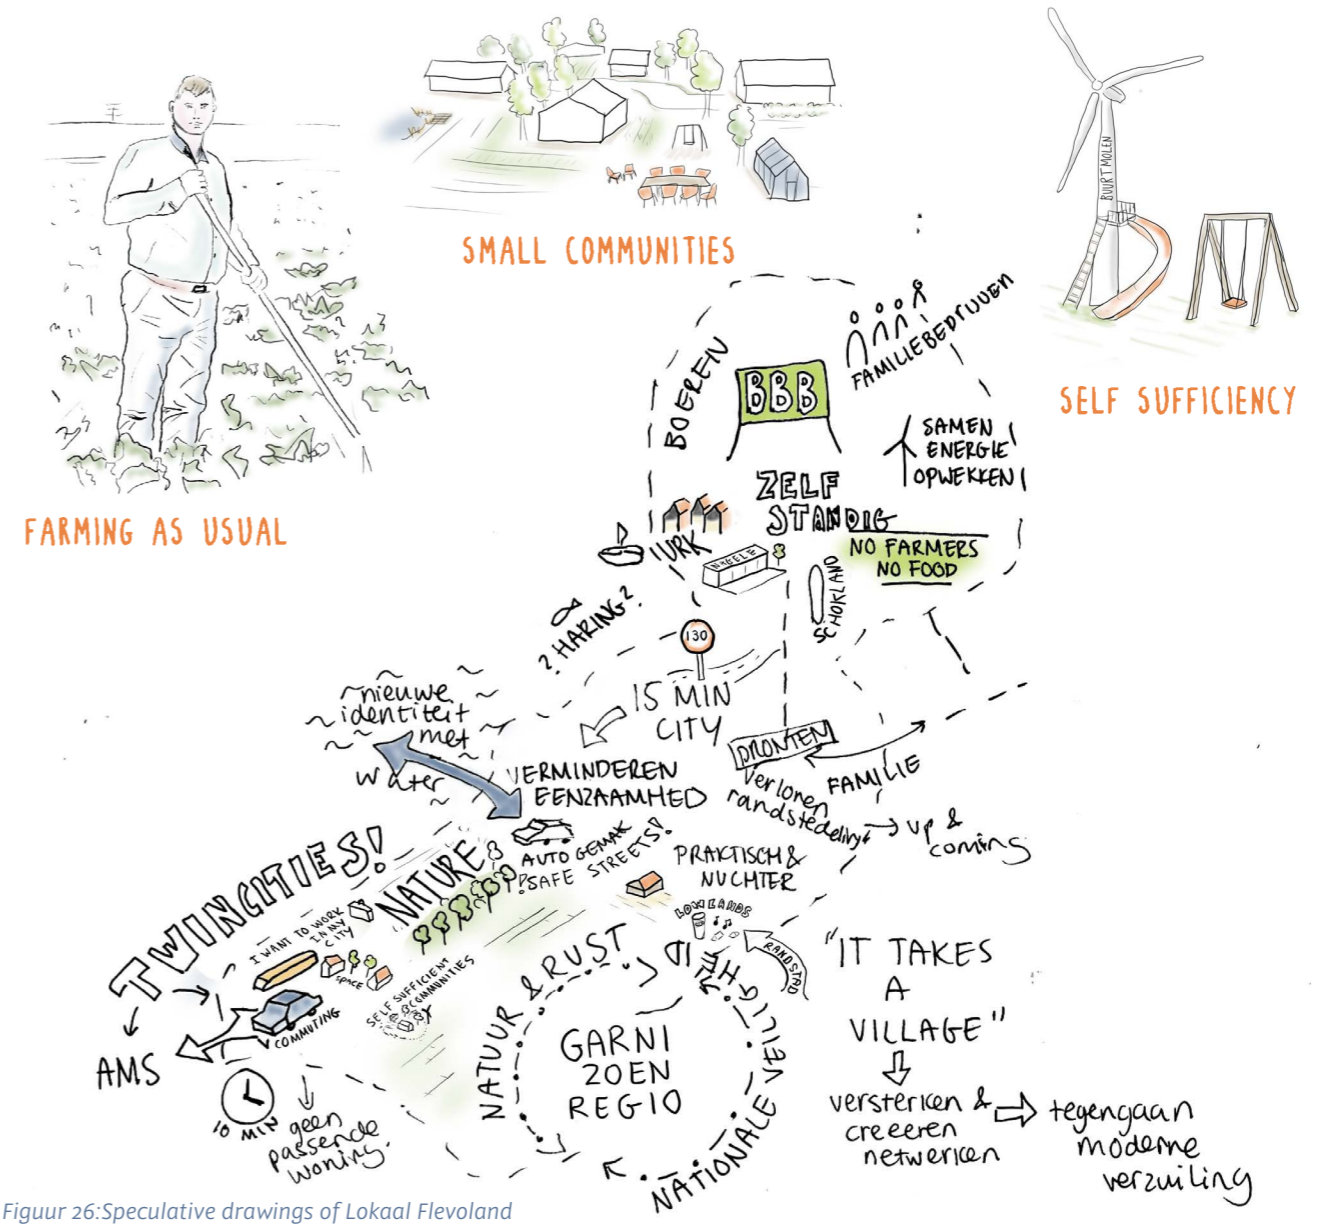 BUURTMOLEN
SMALL COMMUNITIES
SELF SUFFICIENCY
FARMING AS USUAL
BOEREN
BBB
FAMILIEBEDRIJVEN
SAMEN
ENERGIE
OPWEKKEN
ZELF
STANDIG
NO FARMERS
NO FOOD
URK
NAGELE
SCHOKLAND
? HARING?
130
15 MIN
CITY
nieuwe
identiteit
met
water
DRONTEN
FAMILIE
verloren
randstedeling
up &
coming
VERMINDEREN
EENZAAMHED
AUTO GEMAK
!SAFE STREETS!
PRAKTISCH &
NUCHTER
LOWLANDS
RANDSTAD
TWINCITIES!
NATURE
I WANT TO WORK
IN MY
CITY
SPACE
SELF SUFFICIENT
COMMUNITIES
COMMUTING
AMS
10 MIN
geen
passende
woning.
NATUUR & RUST
GARNI
ZOEN
REGIO
NATIONALE VEILIGHEID
"IT TAKES
A
VILLAGE"
versterken &
creeeren
netwerken
tegengaan
moderne
verzuiling
Figuur 26:Speculative drawings of Lokaal Flevoland